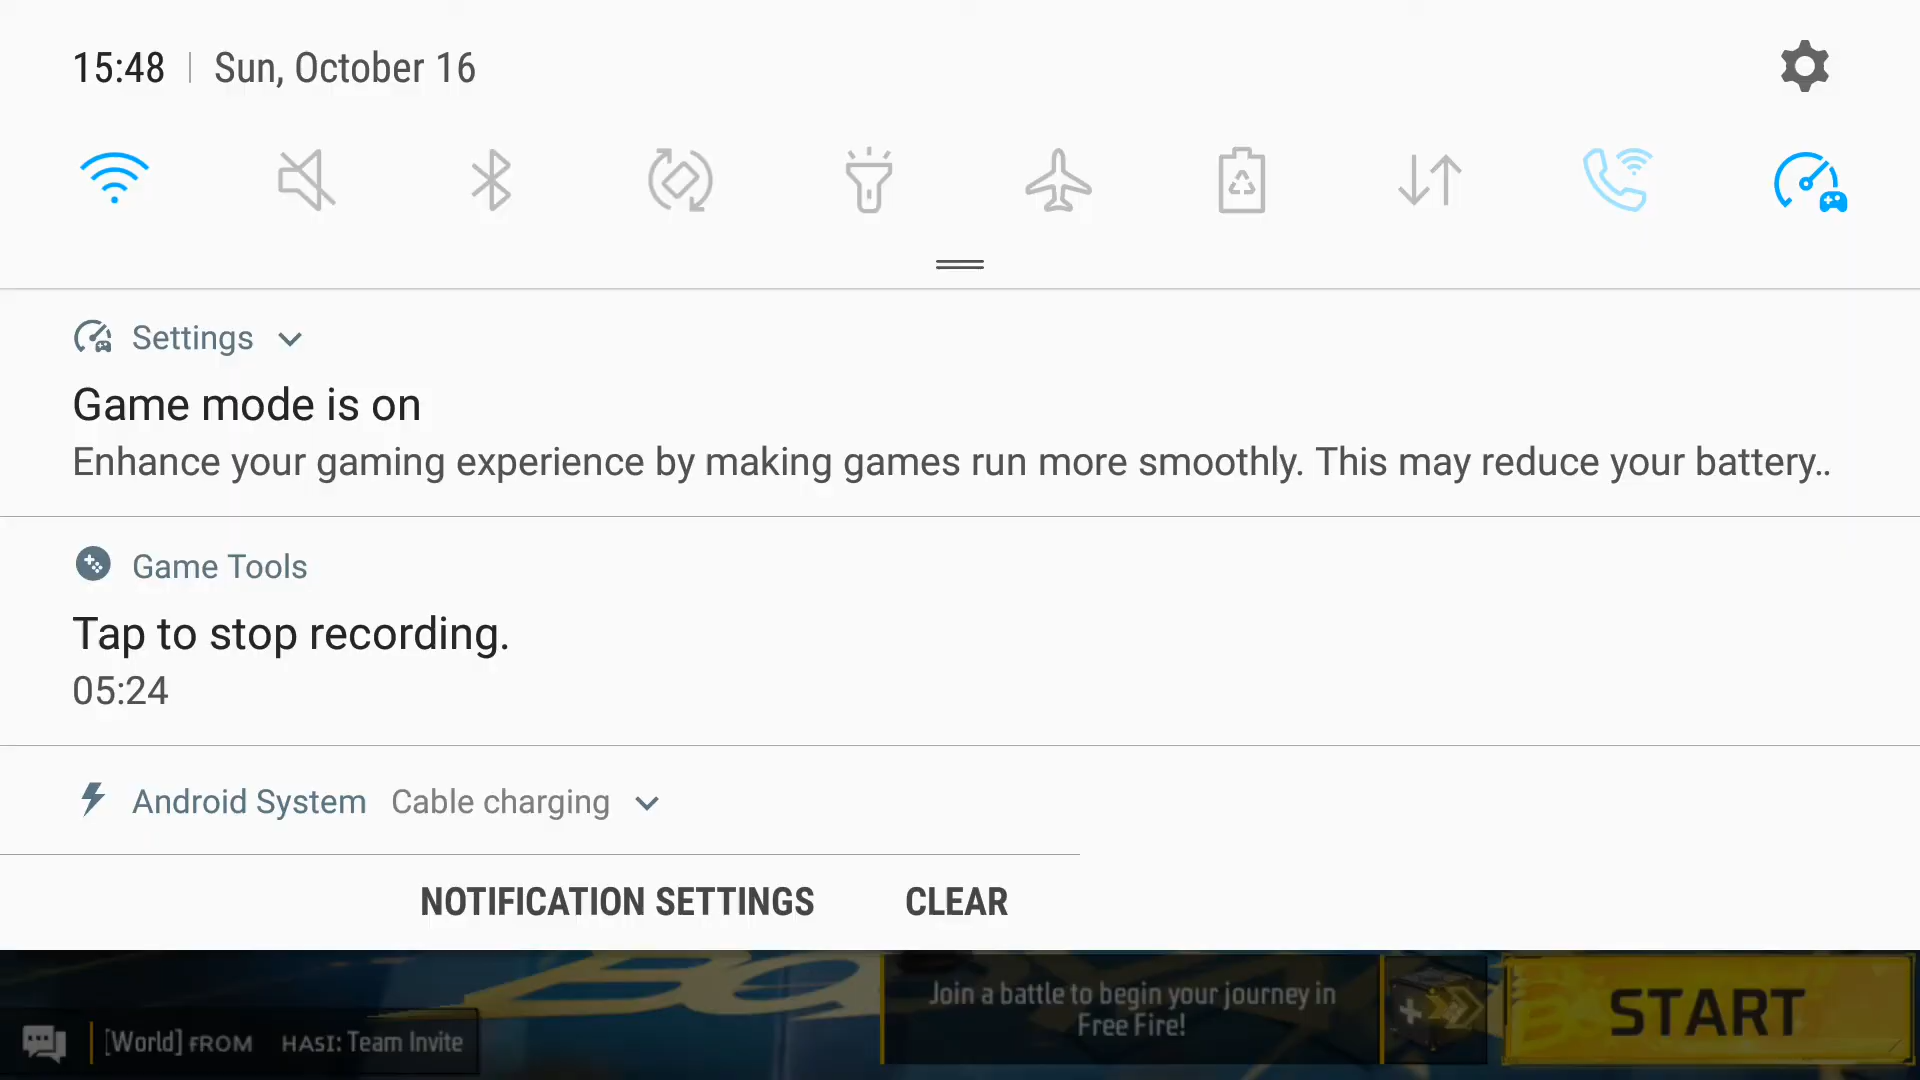 15:48 Sun, October 16
Settings
Game mode is on
Enhance your gaming experience by making games run more smoothly. This may reduce your battery..
Game Tools
Tap to stop recording.
05:24
Android System Cable charging
NOTIFICATION SETTINGS CLEAR
Join a battle to begin your journey in
Free Fire!
START
[World] FROM HASI: Team Invite